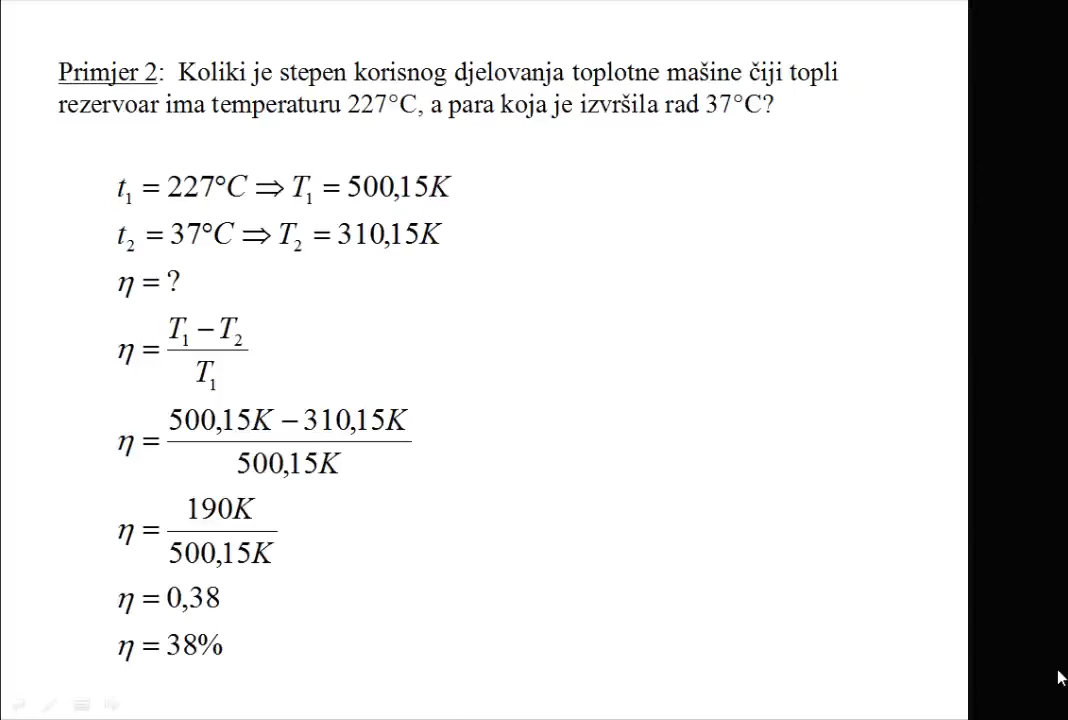 Primjer 2: Koliki je stepen korisnog djelovanja toplotne mašine čiji topli
rezervoar ima temperaturu 227°C, a para koja je izvršila rad 37°C?
t₁ = 227°C ⇒ T₁ = 500,15K
t₂ = 37°C ⇒ T₂ = 310,15K
η = ?
η = (T₁ − T₂) / T₁
η = (500,15K − 310,15K) / 500,15K
η = 190K / 500,15K
η = 0,38
η = 38%